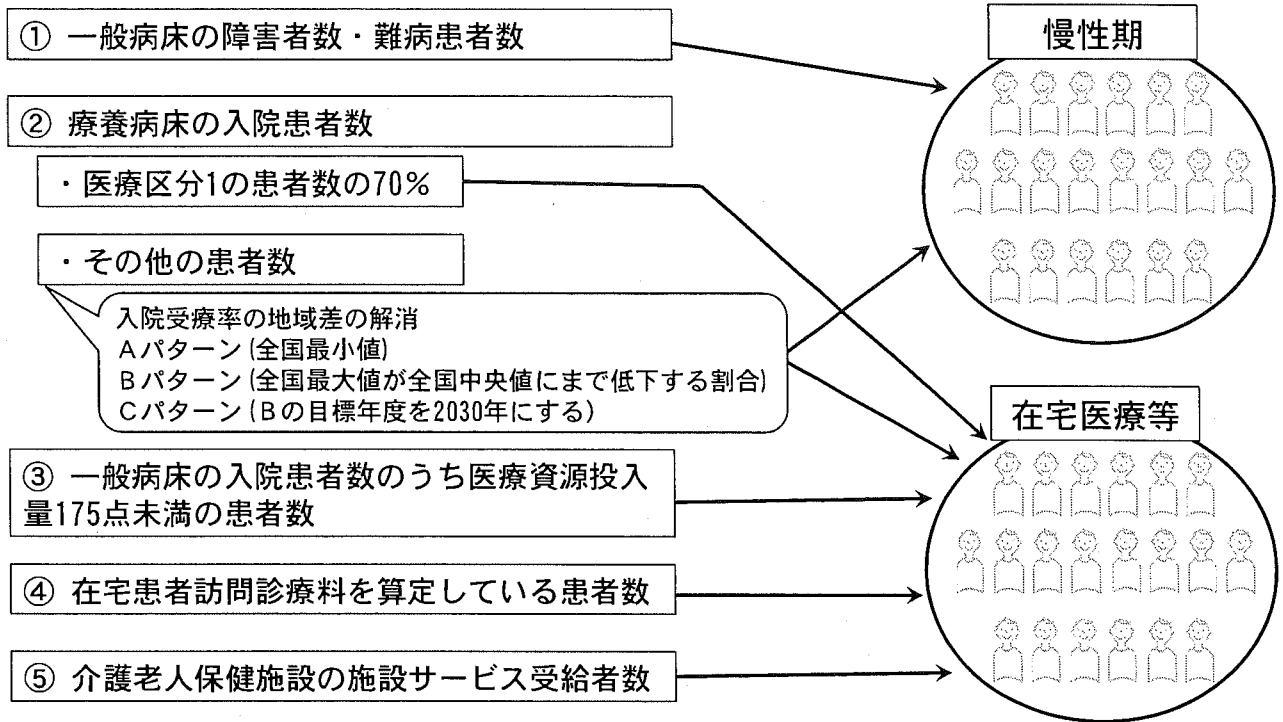 ① 一般病床の障害者数・難病患者数
慢性期
② 療養病床の入院患者数
・医療区分1の患者数の70%
・その他の患者数
入院受療率の地域差の解消
Aパターン(全国最小値)
Bパターン(全国最大値が全国中央値にまで低下する割合)
Cパターン(Bの目標年度を2030年にする)
在宅医療等
③ 一般病床の入院患者数のうち医療資源投入
量175点未満の患者数
④ 在宅患者訪問診療料を算定している患者数
⑤ 介護老人保健施設の施設サービス受給者数